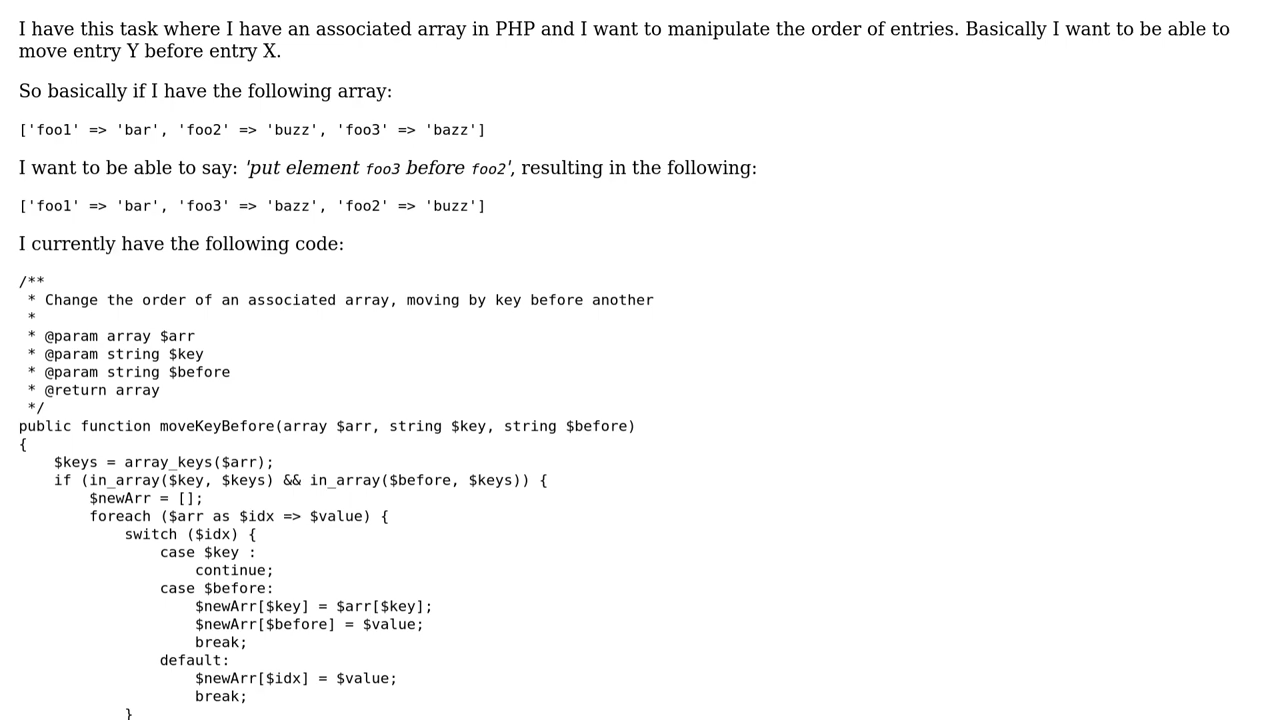 I have this task where I have an associated array in PHP and I want to manipulate the order of entries. Basically I want to be able to
move entry Y before entry X.
So basically if I have the following array:
['foo1' => 'bar', 'foo2' => 'buzz', 'foo3' => 'bazz']
I want to be able to say: 'put element foo3 before foo2', resulting in the following:
['foo1' => 'bar', 'foo3' => 'bazz', 'foo2' => 'buzz']
I currently have the following code:
/**
 * Change the order of an associated array, moving by key before another
 *
 * @param array $arr
 * @param string $key
 * @param string $before
 * @return array
 */
public function moveKeyBefore(array $arr, string $key, string $before)
{
    $keys = array_keys($arr);
    if (in_array($key, $keys) && in_array($before, $keys)) {
        $newArr = [];
        foreach ($arr as $idx => $value) {
            switch ($idx) {
                case $key :
                    continue;
                case $before:
                    $newArr[$key] = $arr[$key];
                    $newArr[$before] = $value;
                    break;
                default:
                    $newArr[$idx] = $value;
                    break;
            }